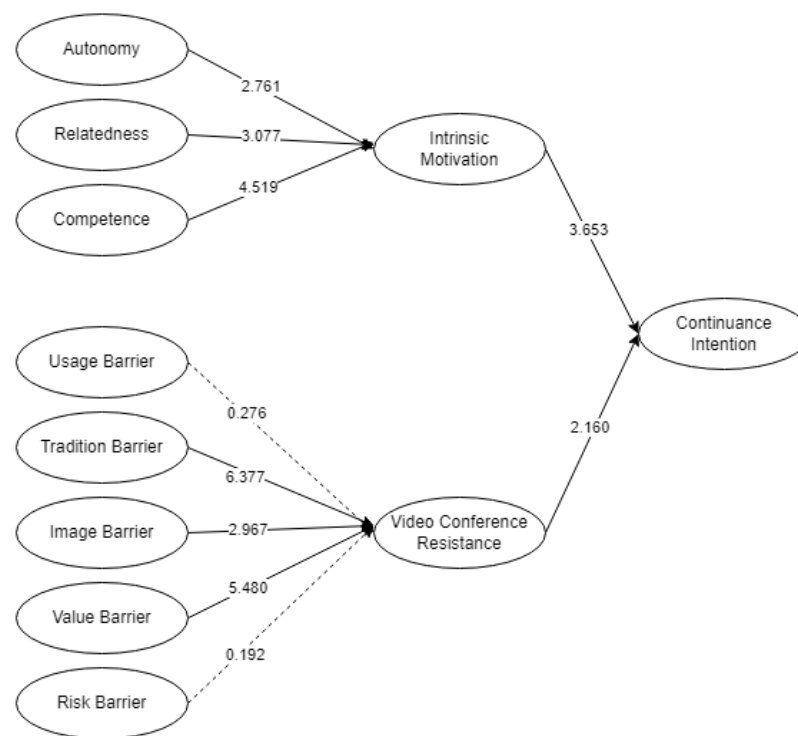 Autonomy
2.761
Relatedness
3.077
Competence
4.519
Intrinsic
Motivation
3.653
Continuance
Intention
Usage Barrier
0.276
Tradition Barrier
6.377
Image Barrier
2.967
Value Barrier
5.480
Risk Barrier
0.192
Video Conference
Resistance
2.160